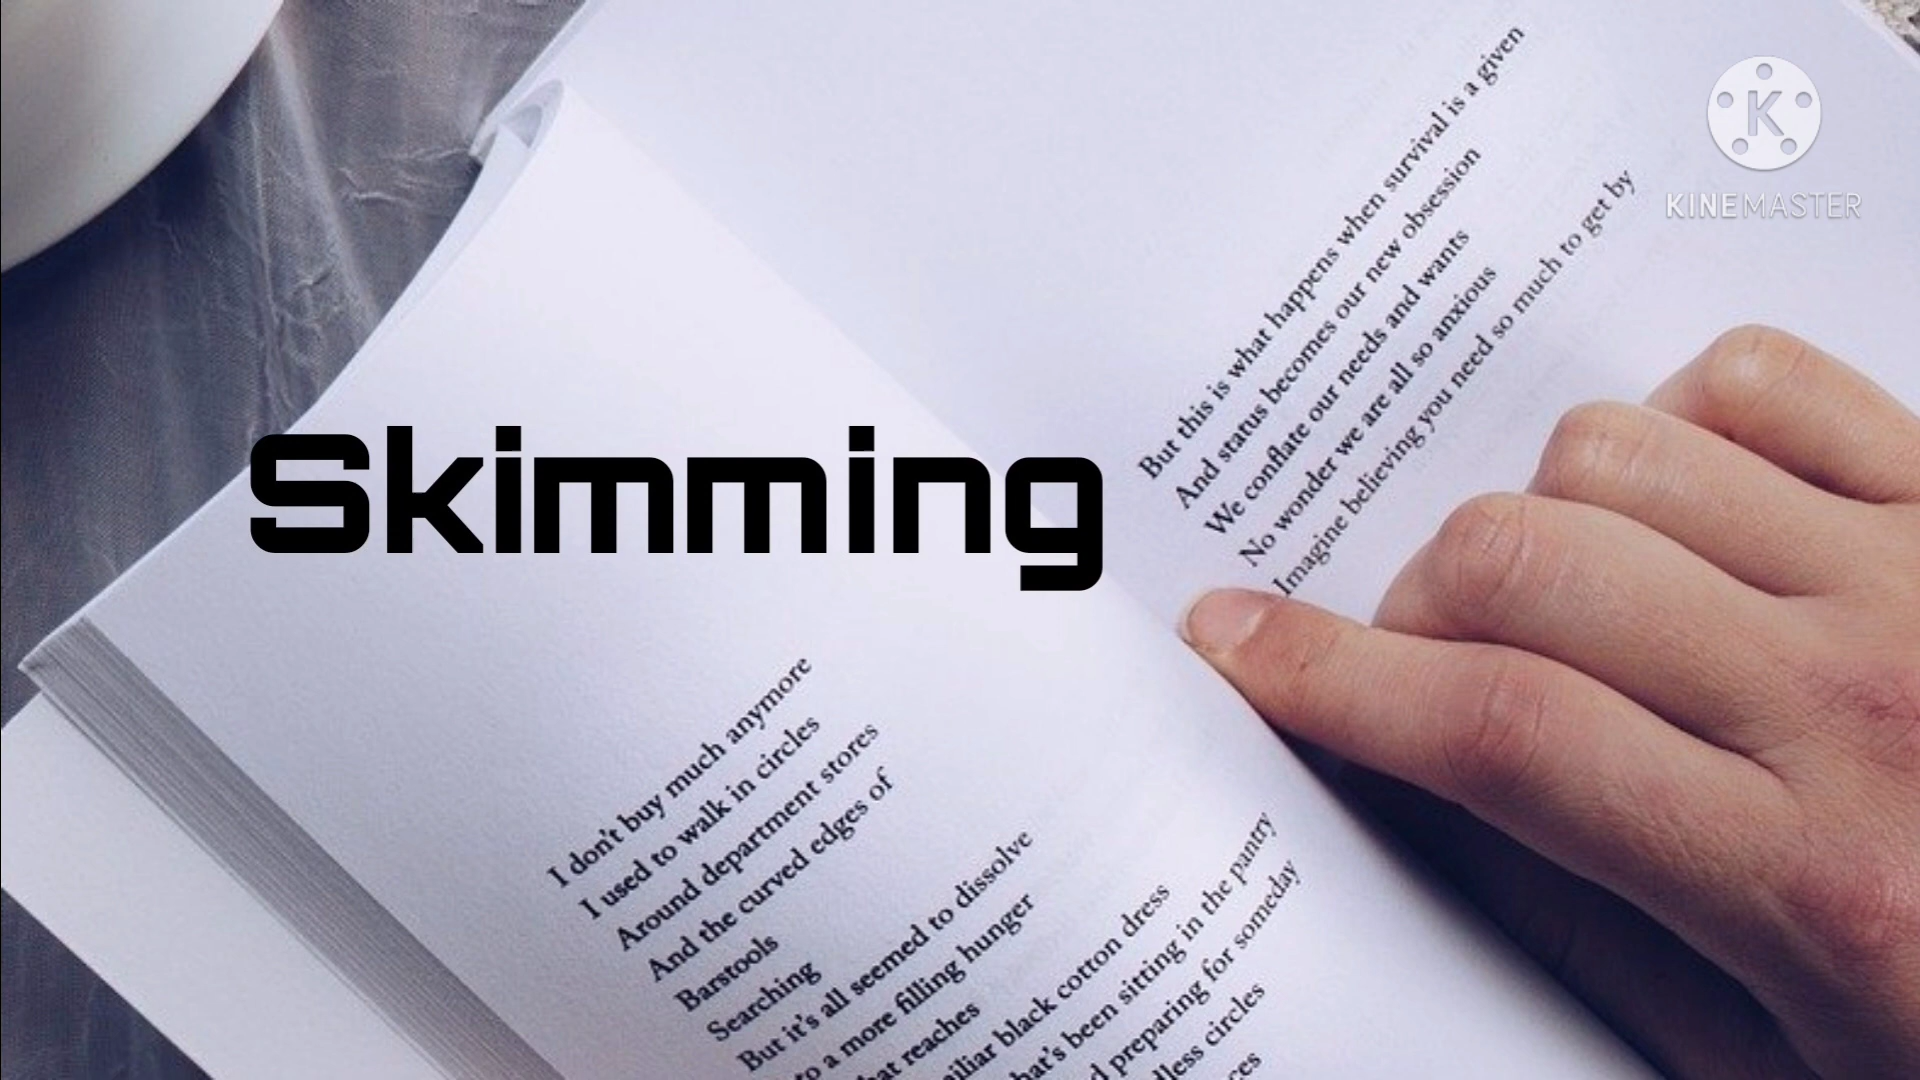 Skimming
K
KINEMASTER
I don't buy much anymore
I used to walk in circles
Around department stores
And the curved edges of
Barstools
Searching
But it's all seemed to dissolve
a more filling hunger
reaches
black cotton dress
been sitting in the pantry
preparing for someday
circles
But this is what happens when survival is a given
And status becomes our new obsession
We conflate our needs and wants
No wonder we are all so anxious
Imagine believing you need so much to get by